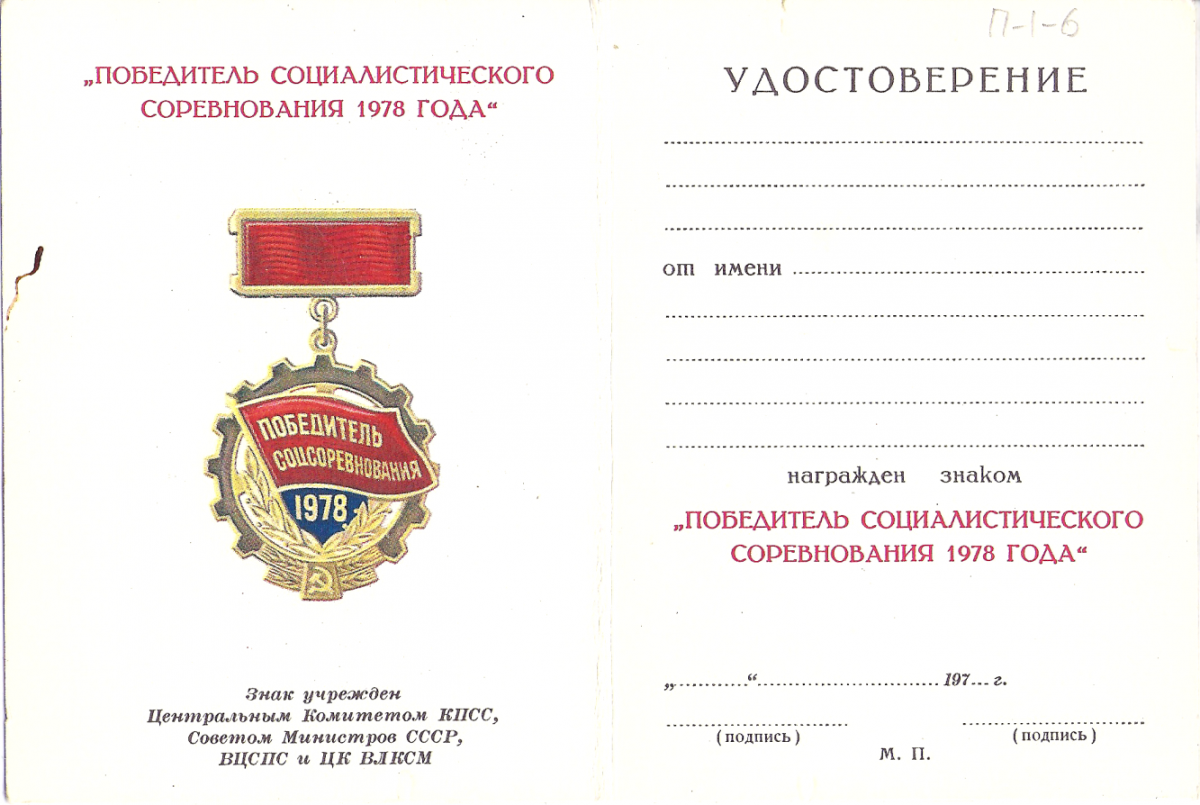 „ПОБЕДИТЕЛЬ СОЦИАЛИСТИЧЕСКОГО
СОРЕВНОВАНИЯ 1978 ГОДА“
ПОБЕДИТЕЛЬ
СОЦСОРЕВНОВАНИЯ
1978
Знак учрежден
Центральным Комитетом КПСС,
Советом Министров СССР,
ВЦСПС и ЦК ВЛКСМ
П-1-6
УДОСТОВЕРЕНИЕ
от имени
награжден знаком
„ПОБЕДИТЕЛЬ СОЦИАЛИСТИЧЕСКОГО
СОРЕВНОВАНИЯ 1978 ГОДА“
„..........“.......................... 197.... г.
(подпись) (подпись)
М. П.